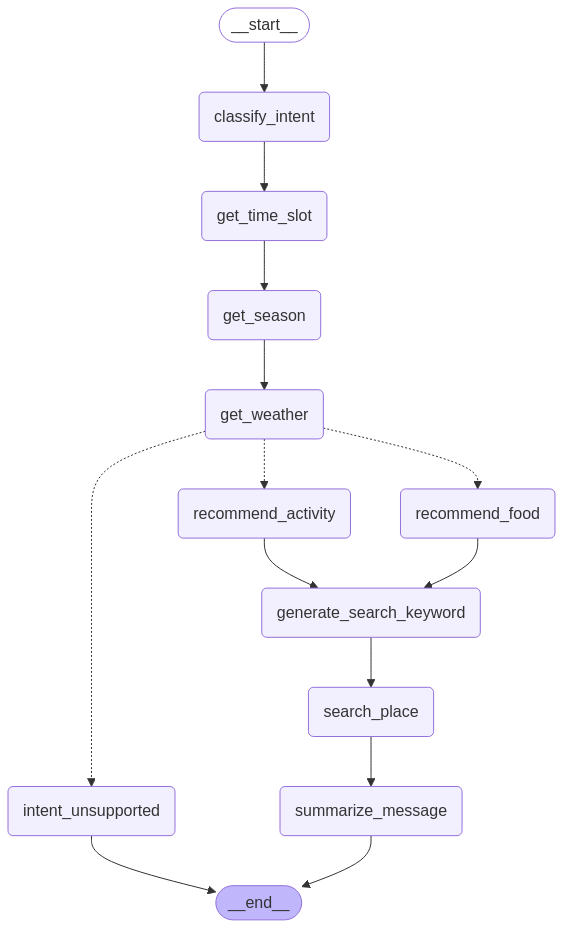 __start__
classify_intent
get_time_slot
get_season
get_weather
recommend_activity
recommend_food
generate_search_keyword
search_place
intent_unsupported
summarize_message
__end__